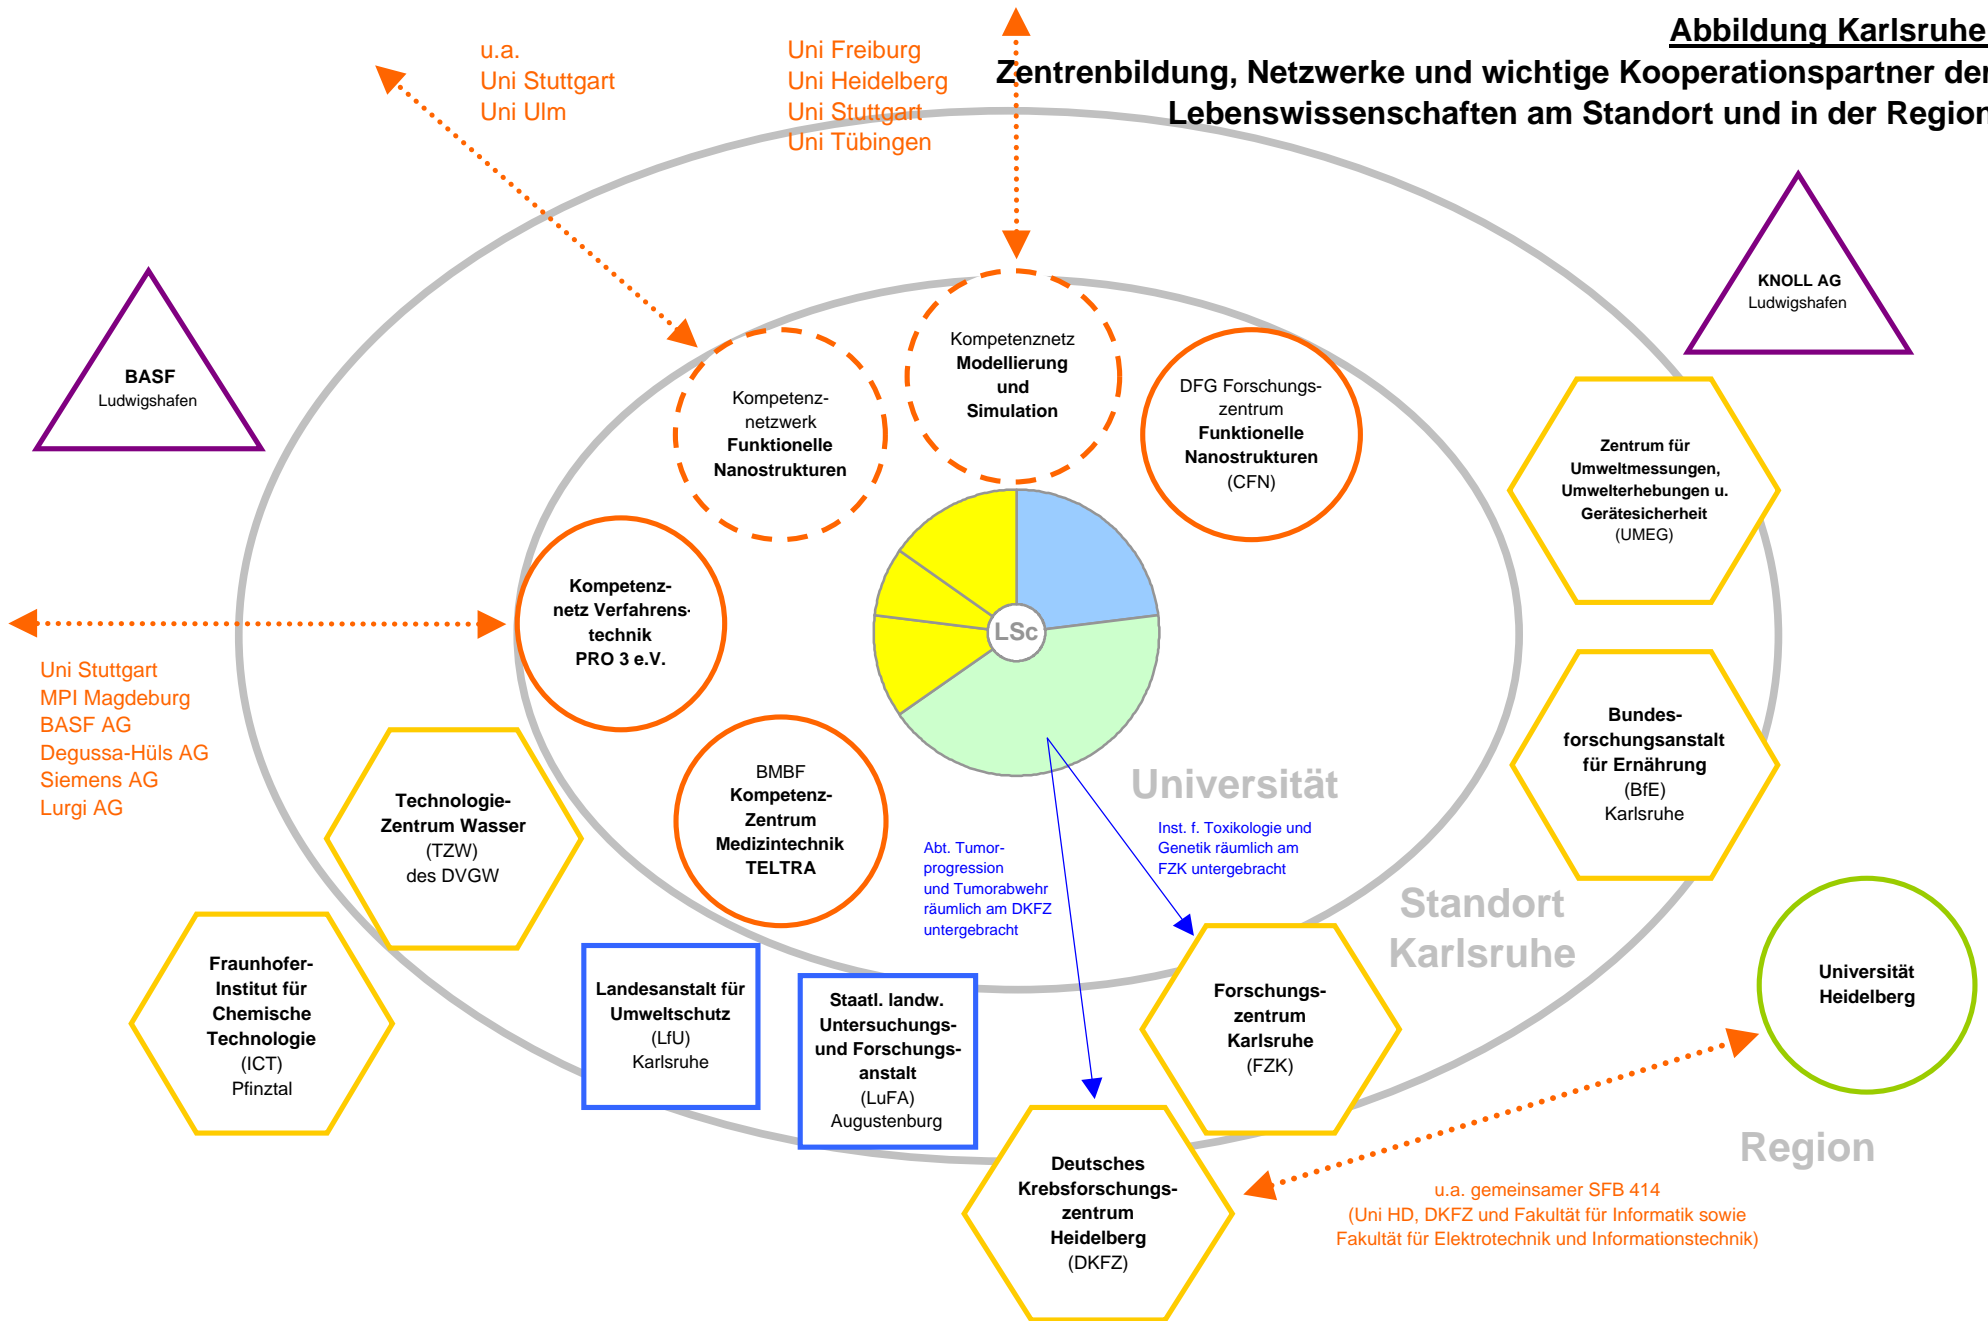 Abbildung Karlsruhe
Zentrenbildung, Netzwerke und wichtige Kooperationspartner der
Lebenswissenschaften am Standort und in der Region
u.a.
Uni Stuttgart
Uni Ulm
Uni Freiburg
Uni Heidelberg
Uni Stuttgart
Uni Tübingen
KNOLL AG
Ludwigshafen
BASF
Ludwigshafen
Kompetenznetz
Modellierung
und
Simulation
Kompetenz-
netzwerk
Funktionelle
Nanostrukturen
DFG Forschungs-
zentrum
Funktionelle
Nanostrukturen
(CFN)
Zentrum für
Umweltmessungen,
Umwelterhebungen u.
Gerätesicherheit
(UMEG)
Kompetenz-
netz Verfahrens-
technik
PRO 3 e.V.
LSc
Uni Stuttgart
MPI Magdeburg
BASF AG
Degussa-Hüls AG
Siemens AG
Lurgi AG
Bundes-
forschungsanstalt
für Ernährung
(BfE)
Karlsruhe
Technologie-
Zentrum Wasser
(TZW)
des DVGW
BMBF
Kompetenz-
Zentrum
Medizintechnik
TELTRA
Universität
Inst. f. Toxikologie und
Genetik räumlich am
FZK untergebracht
Abt. Tumor-
progression
und Tumorabwehr
räumlich am DKFZ
untergebracht
Standort
Karlsruhe
Fraunhofer-
Institut für
Chemische
Technologie
(ICT)
Pfinztal
Landesanstalt für
Umweltschutz
(LfU)
Karlsruhe
Staatl. landw.
Untersuchungs-
und Forschungs-
anstalt
(LuFA)
Augustenburg
Forschungs-
zentrum
Karlsruhe
(FZK)
Universität
Heidelberg
Region
Deutsches
Krebsforschungs-
zentrum
Heidelberg
(DKFZ)
u.a. gemeinsamer SFB 414
(Uni HD, DKFZ und Fakultät für Informatik sowie
Fakultät für Elektrotechnik und Informationstechnik)